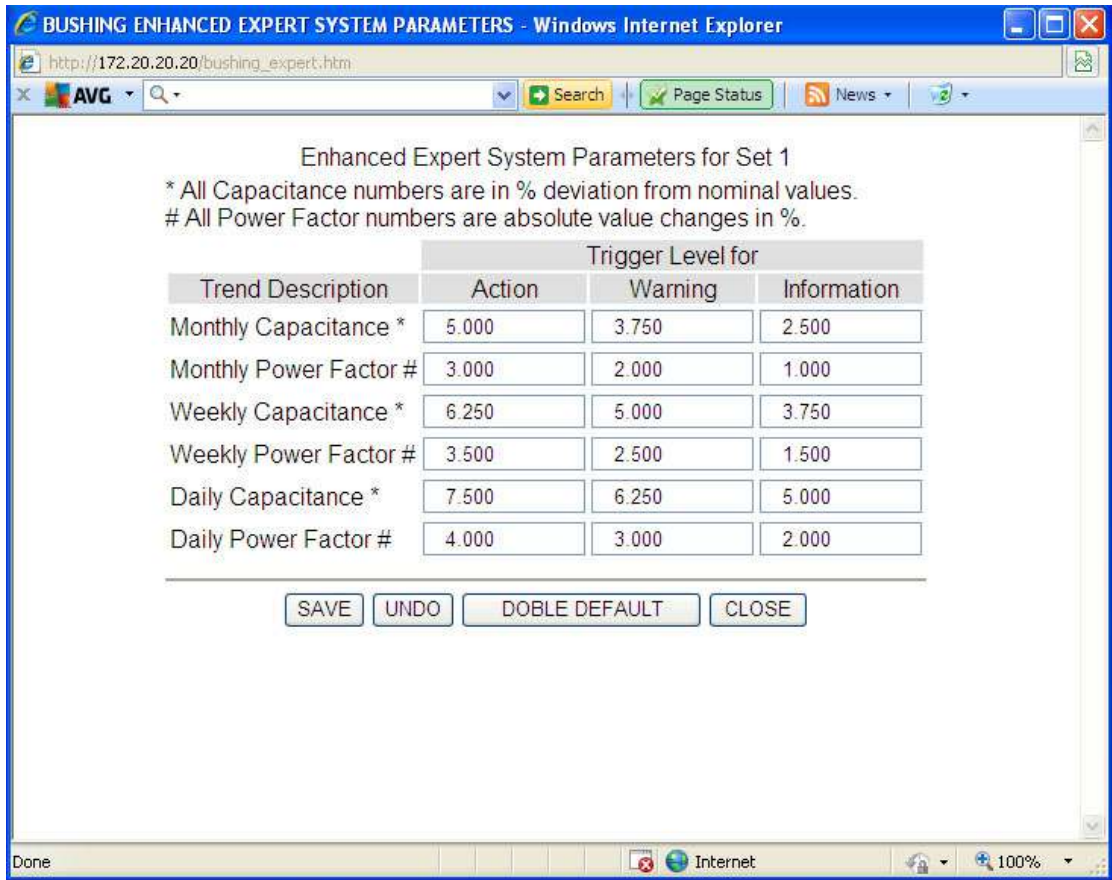 BUSHING ENHANCED EXPERT SYSTEM PARAMETERS - Windows Internet Explorer
http://172.20.20.20/bushing_expert.htm
x AVG Search Page Status News
Enhanced Expert System Parameters for Set 1
* All Capacitance numbers are in % deviation from nominal values.
# All Power Factor numbers are absolute value changes in %.
Trigger Level for
Trend Description Action Warning Information
Monthly Capacitance * 5.000 3.750 2.500
Monthly Power Factor # 3.000 2.000 1.000
Weekly Capacitance * 6.250 5.000 3.750
Weekly Power Factor # 3.500 2.500 1.500
Daily Capacitance * 7.500 6.250 5.000
Daily Power Factor # 4.000 3.000 2.000
SAVE UNDO DOBLE DEFAULT CLOSE
Done Internet 100%